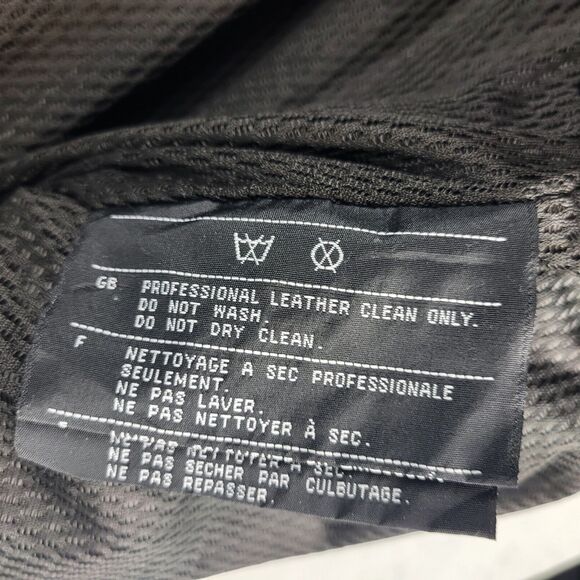 GB PROFESSIONAL LEATHER CLEAN ONLY.
DO NOT WASH.
DO NOT DRY CLEAN.
F NETTOYAGE A SEC PROFESSIONALE
SEULEMENT.
NE PAS LAVER.
NE PAS NETTOYER À SEC.
NE PAS SECHER PAR CULBUTAGE.
NE PAS REPASSER.